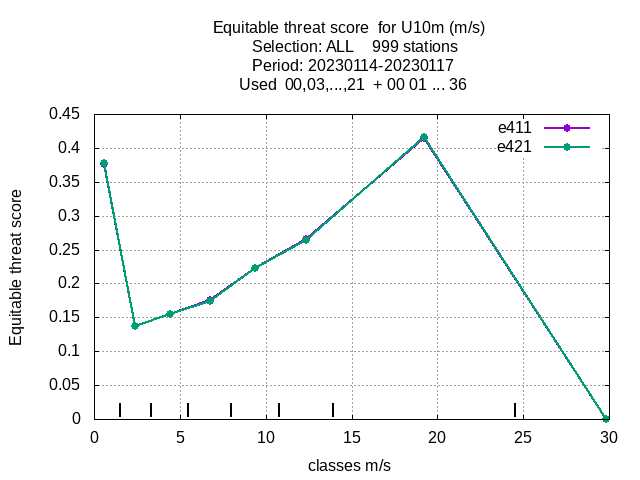 Equitable threat score  for U10m (m/s)
Selection: ALL    999 stations
Period: 20230114-20230117
Used  00,03,...,21  + 00 01 ... 36
e411
e421
0.45
0.4
0.35
0.3
0.25
0.2
0.15
0.1
0.05
0
Equitable threat score
0 5 10 15 20 25 30
classes m/s